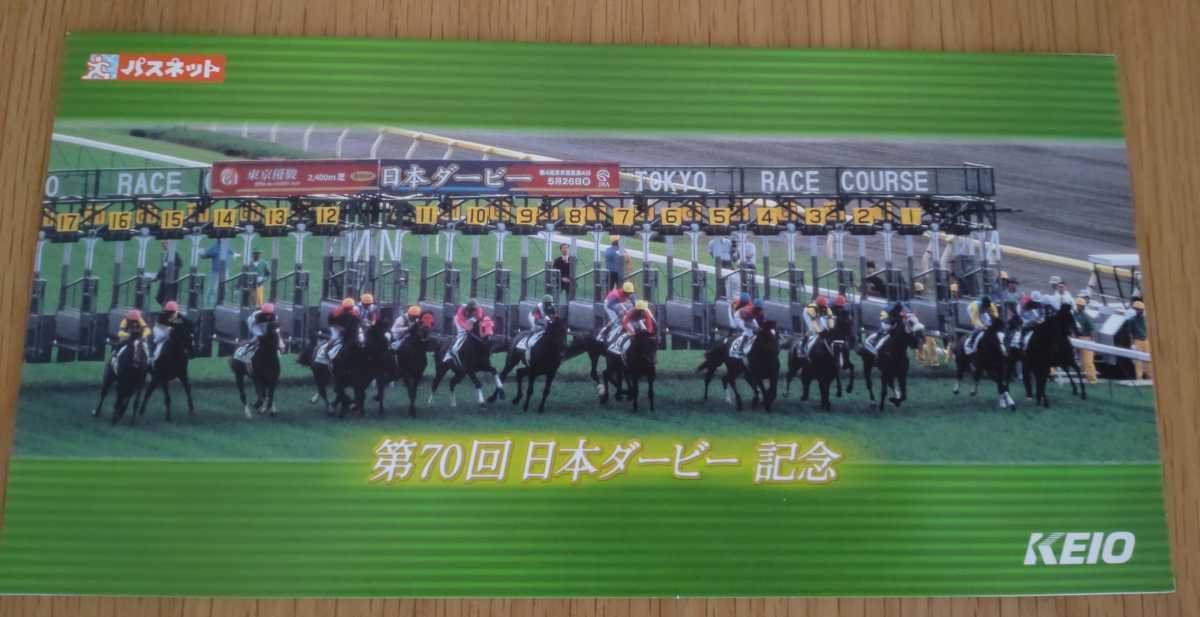 パスネット
東京優駿 2,400m 芝 日本ダービー 5月26日 JRA
O RACE TOKYO RACE COURSE
17 16 15 14 13 12 11 10 9 8 7 6 5 4 3 2 1
第70回 日本ダービー 記念
KEIO